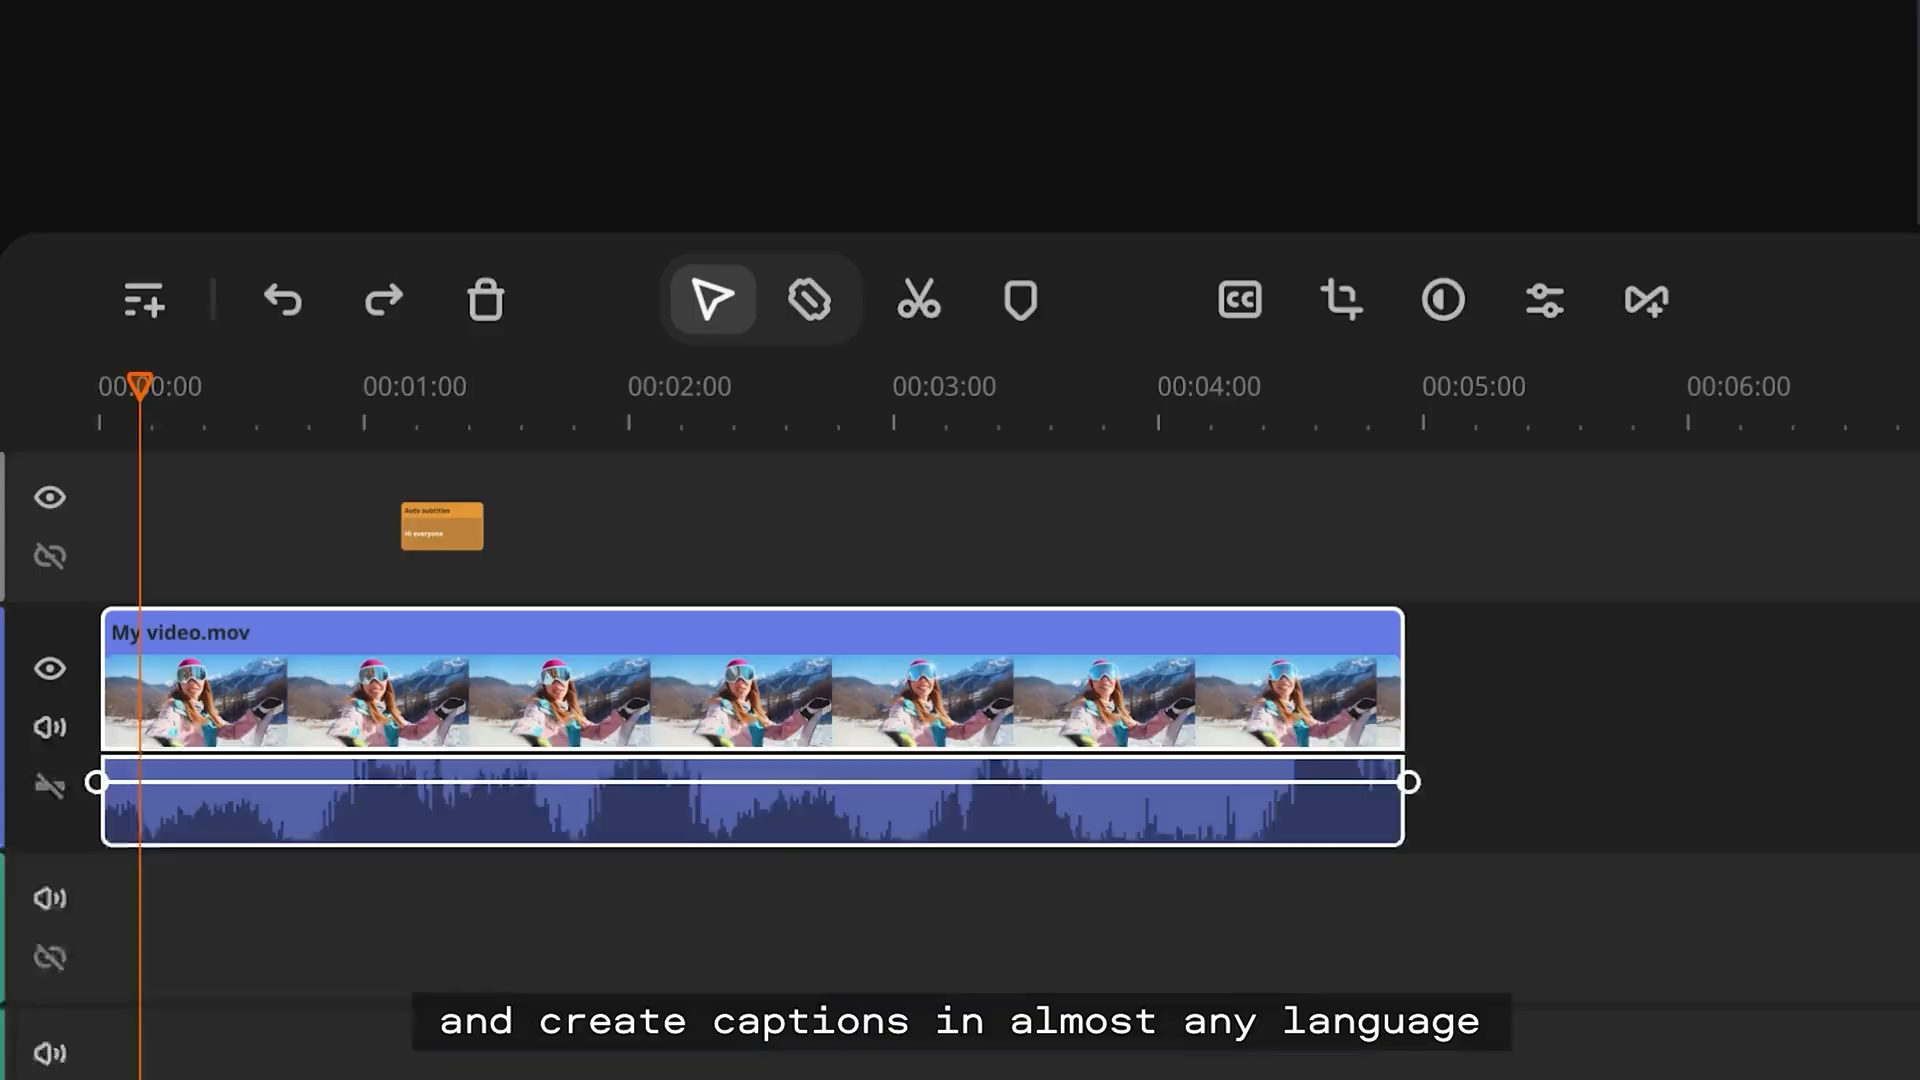 CC
00:00:00 00:01:00 00:02:00 00:03:00 00:04:00 00:05:00 00:06:00
Auto subtitles
Hi everyone
My video.mov
and create captions in almost any language